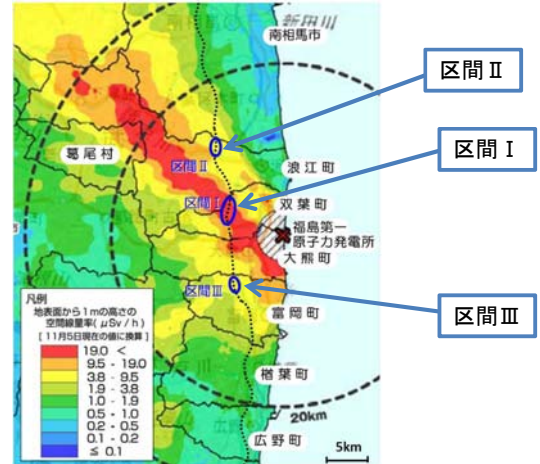 新田川
南相馬市
区間Ⅱ
葛尾村
区間Ⅱ
浪江町
区間Ⅰ
区間Ⅰ
双葉町
福島第一
原子力発電所
大熊町
区間Ⅲ
区間Ⅲ
富岡町
凡例
地表面から1mの高さの
空間線量率(μSv/h)
[11月5日現在の値に換算]
19.0 <
9.5 - 19.0
3.8 - 9.5
1.9 - 3.8
1.0 - 1.9
0.5 - 1.0
0.2 - 0.5
0.1 - 0.2
≤ 0.1
楢葉町
20km
広野町
5km